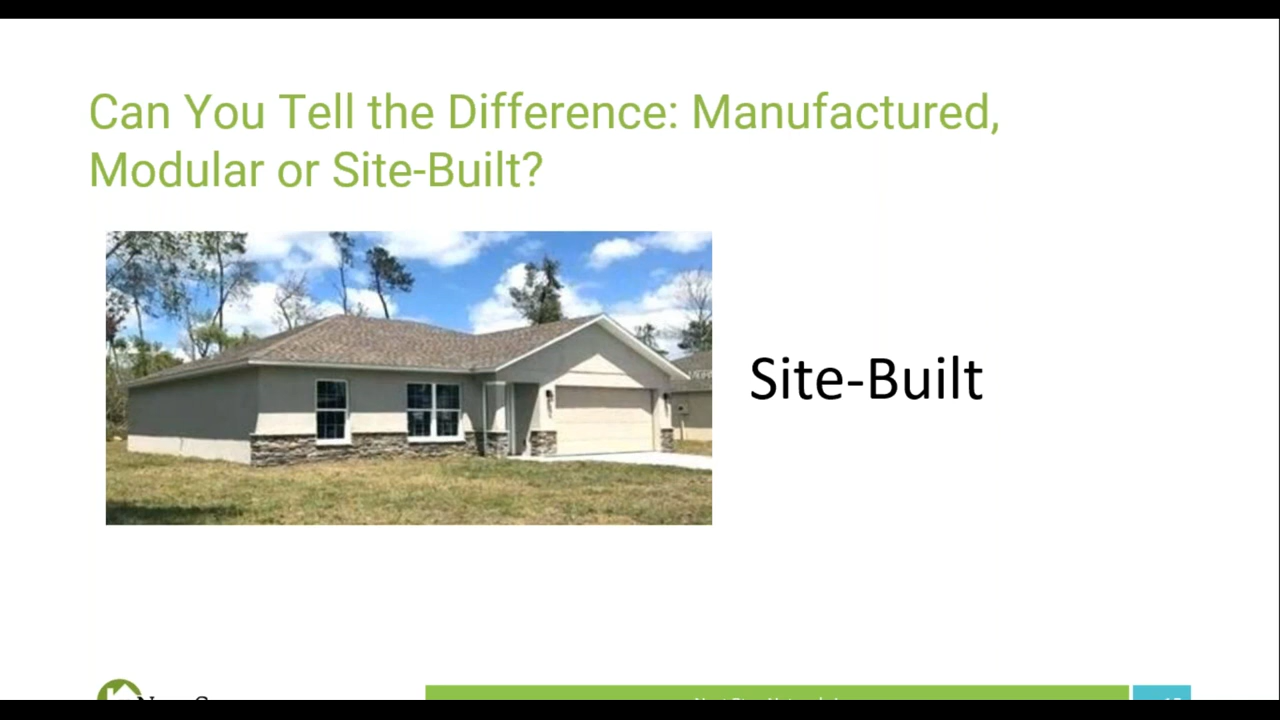 Can You Tell the Difference: Manufactured,
Modular or Site-Built?
Site-Built